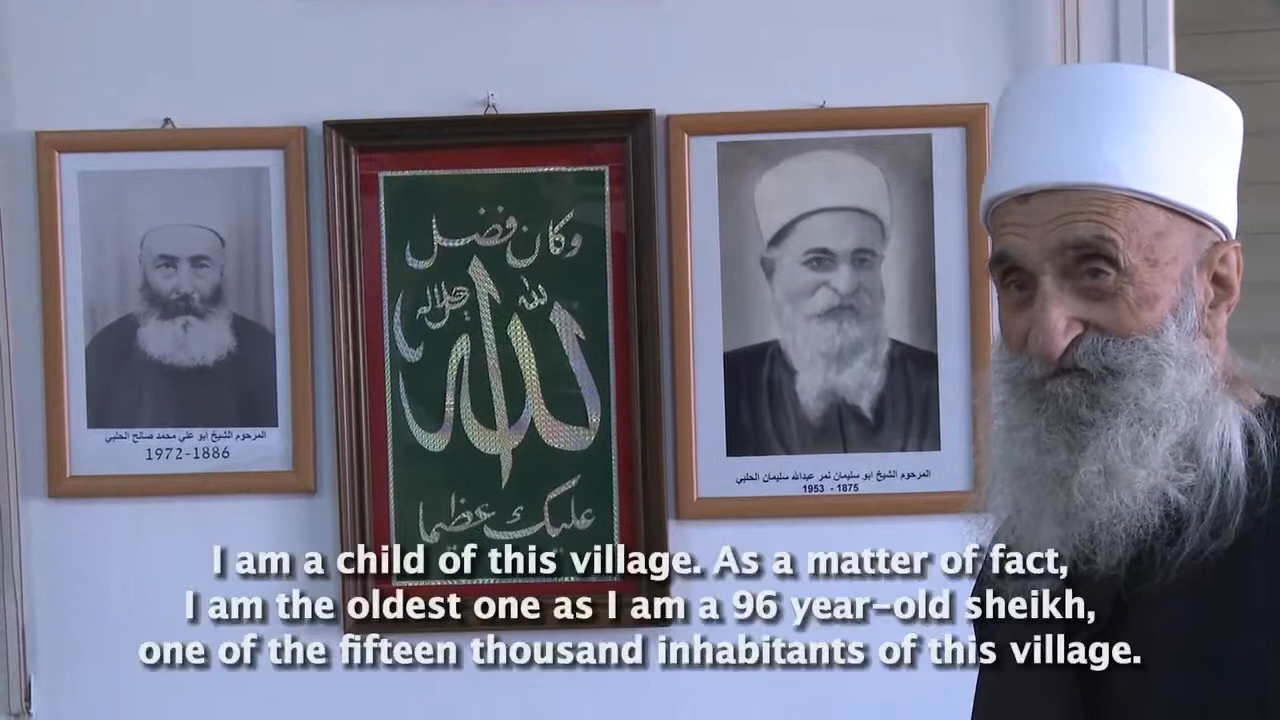 وكان فضل
الله
جل جلاله
عليك عظيما
المرحوم الشيخ ابو علي محمد صالح الحلبي
1972-1886
المرحوم الشيخ ابو سليمان نمر عبدالله سليمان الحلبي
1953 - 1875
I am a child of this village. As a matter of fact,
I am the oldest one as I am a 96 year-old sheikh,
one of the fifteen thousand inhabitants of this village.